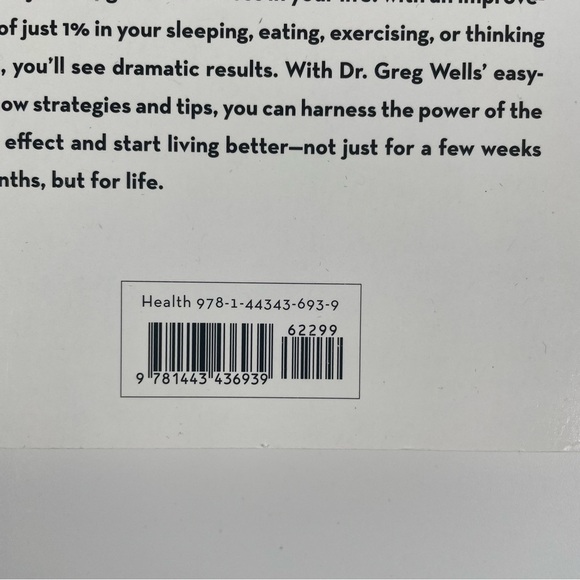 of just 1% in your sleeping, eating, exercising, or thinking
, you'll see dramatic results. With Dr. Greg Wells' easy-
ow strategies and tips, you can harness the power of the
effect and start living better—not just for a few weeks
nths, but for life.
Health 978-1-44343-693-9
62299
9 781443 436939